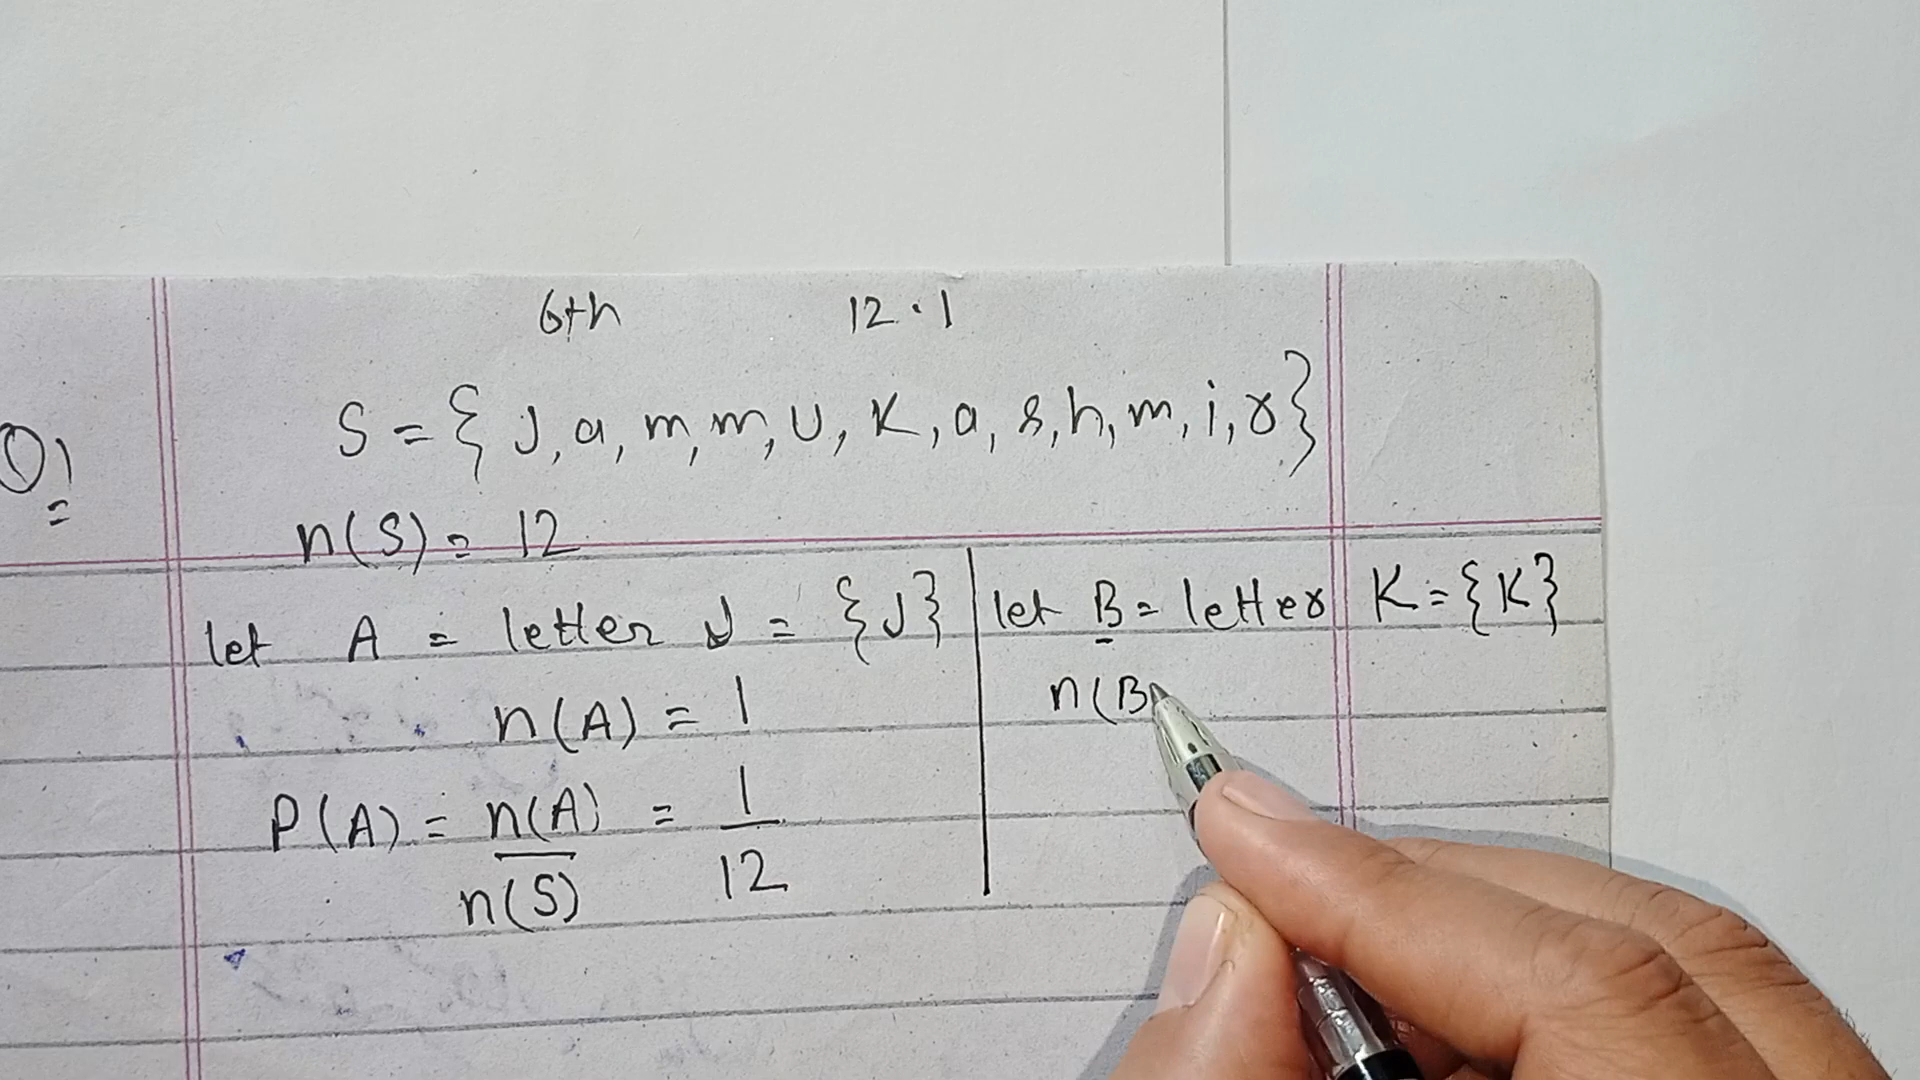 6th 12.1
Q1 S = { J, a, m, m, U, K, a, s, h, m, i, r }
n(S) = 12
let A = letter J = {J}
n(A) = 1
P(A) = n(A) = 1
n(S) 12
let B = letter K = {K}
n(B